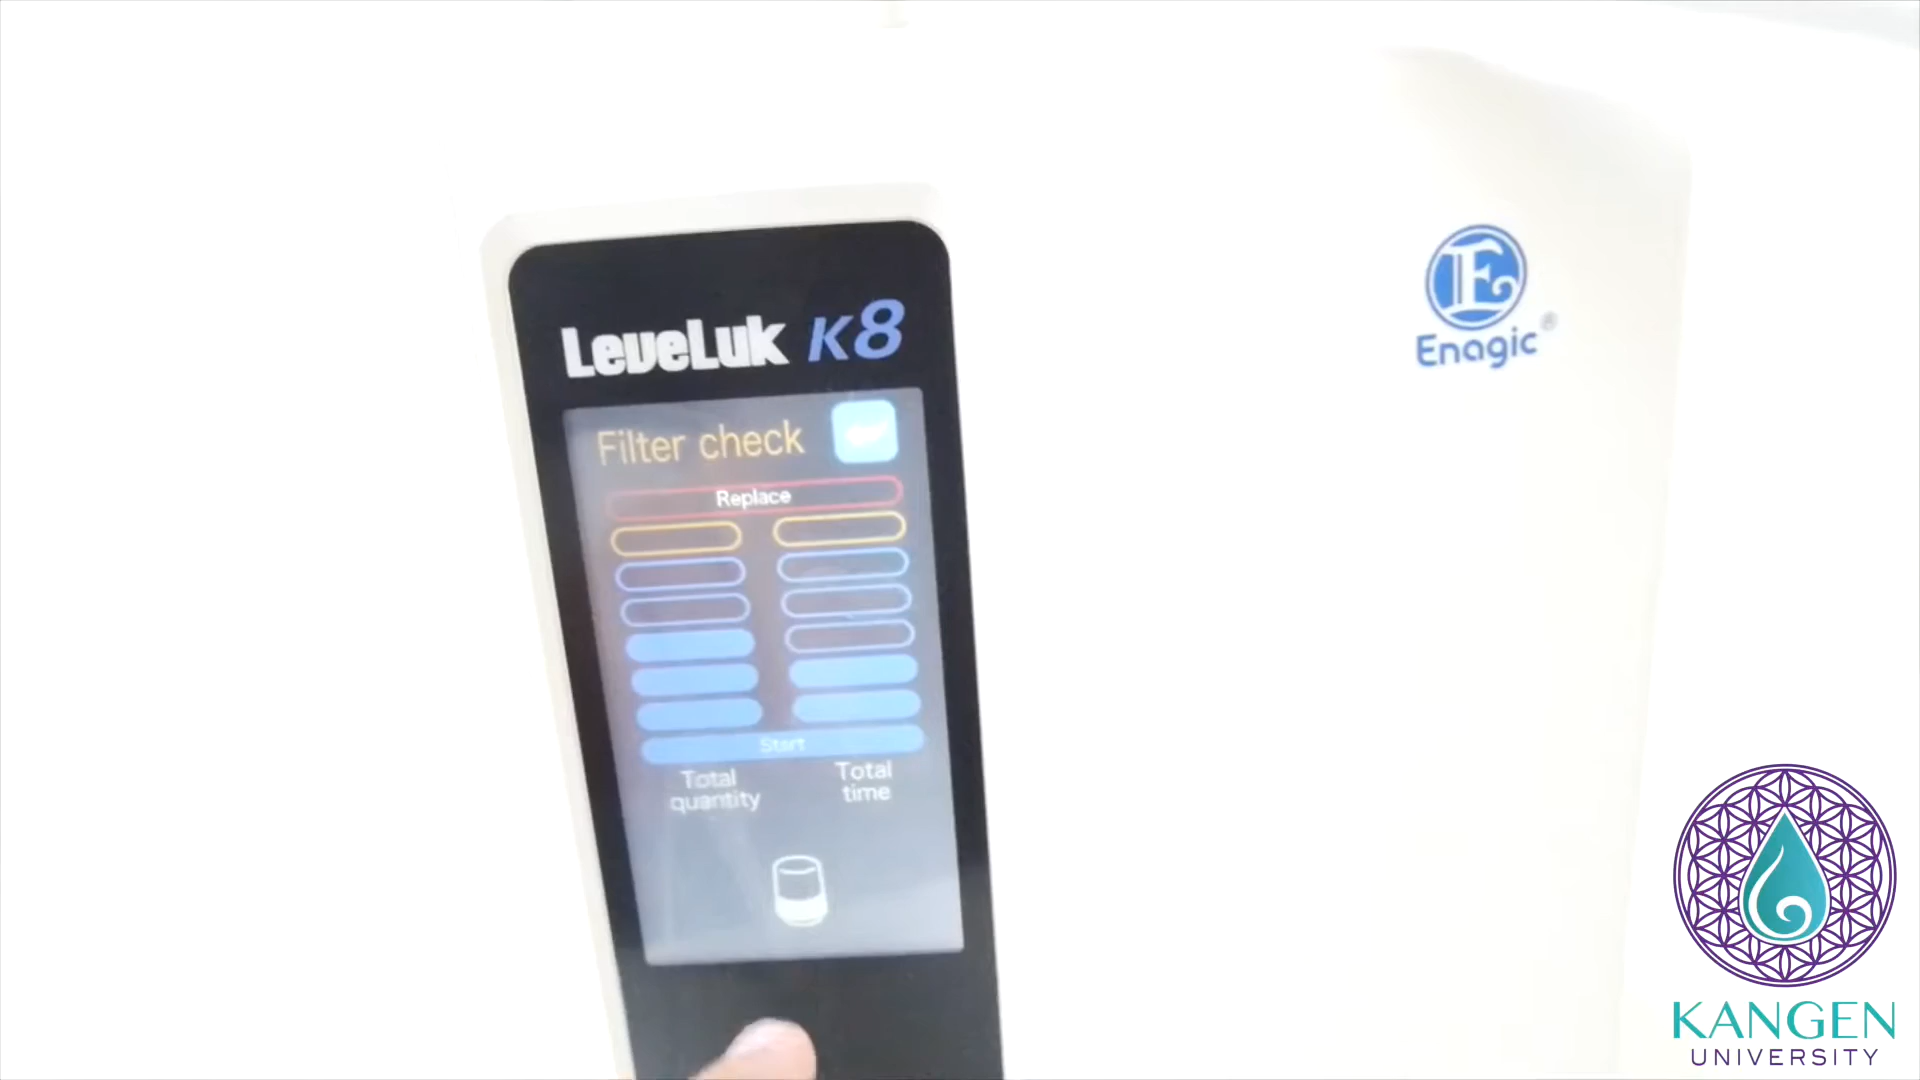 LeveLuk K8
Filter check
Replace
Start
Total
quantity
Total
time
E
Enagic®
KANGEN
UNIVERSITY